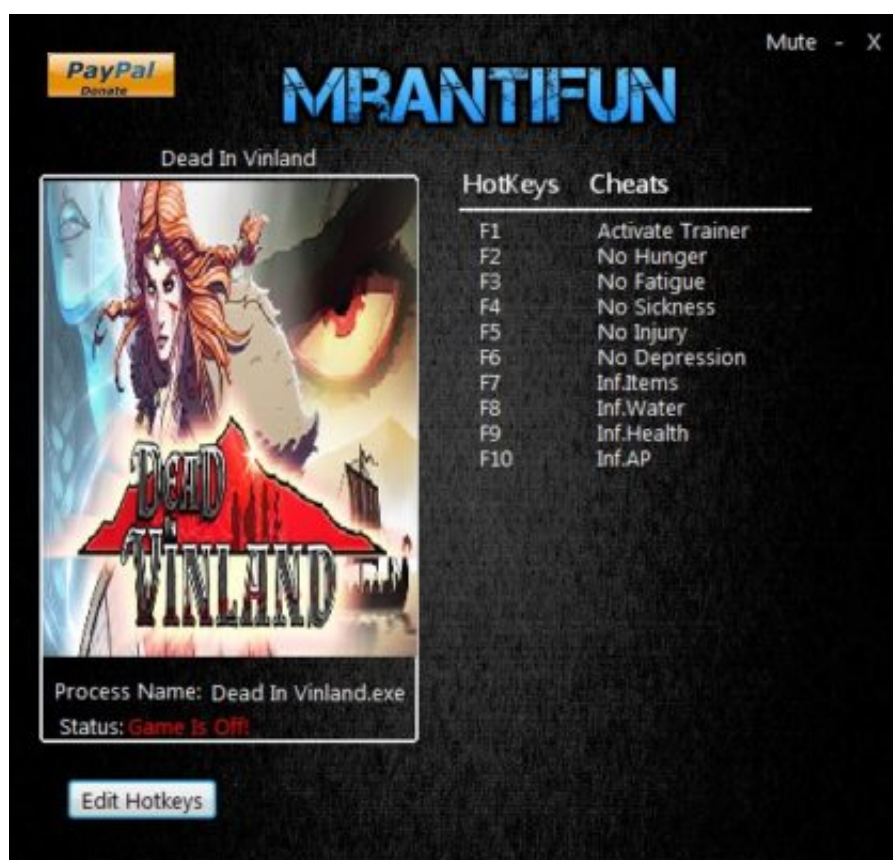 Mute - X
PayPal
Donate
MRANTIFUN
Dead In Vinland
HotKeys Cheats
F1 Activate Trainer
F2 No Hunger
F3 No Fatigue
F4 No Sickness
F5 No Injury
F6 No Depression
F7 Inf.Items
F8 Inf.Water
F9 Inf.Health
F10 Inf.AP
DEAD
IN
VINLAND
Process Name: Dead In Vinland.exe
Status: Game Is Off!
Edit Hotkeys